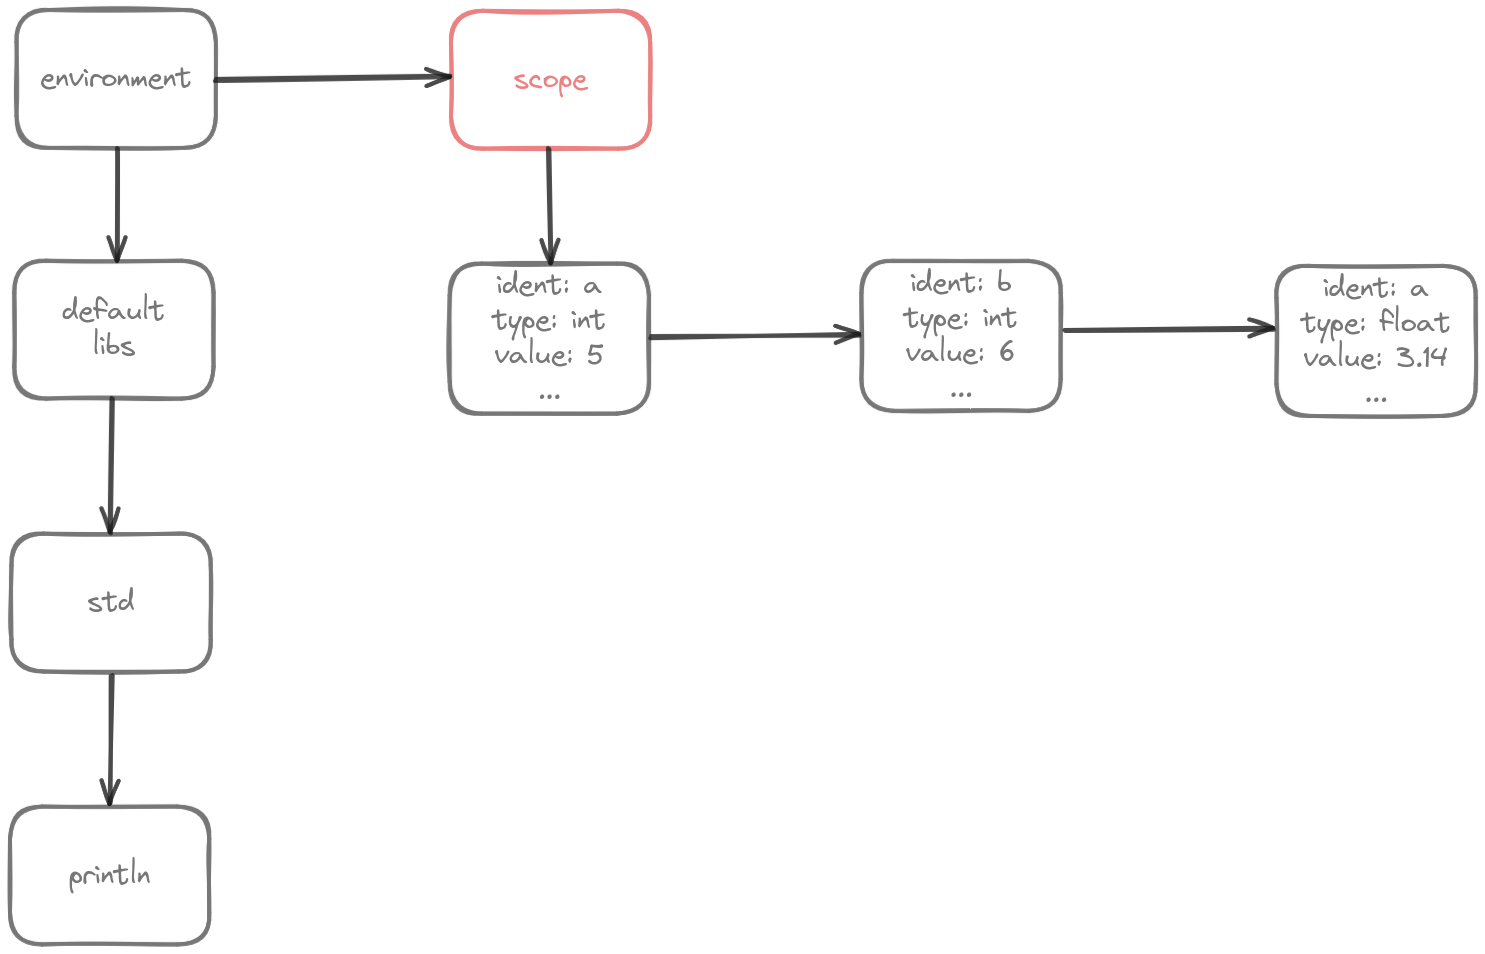 environment
scope
default
libs
ident: a
type: int
value: 5
...
ident: b
type: int
value: 6
...
ident: a
type: float
value: 3.14
...
std
println